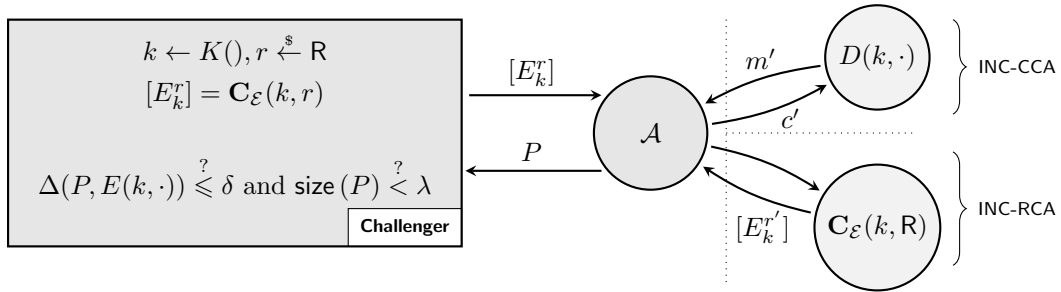 k ← K(), r ←$ R
[E_k^r] = C_ℰ(k, r)
Δ(P, E(k, ·)) ⩽? δ and size (P) <? λ
Challenger
[E_k^r]
P
𝒜
m′
c′
D(k, ·)
INC-CCA
[E_k^{r′}]
C_ℰ(k, R)
INC-RCA